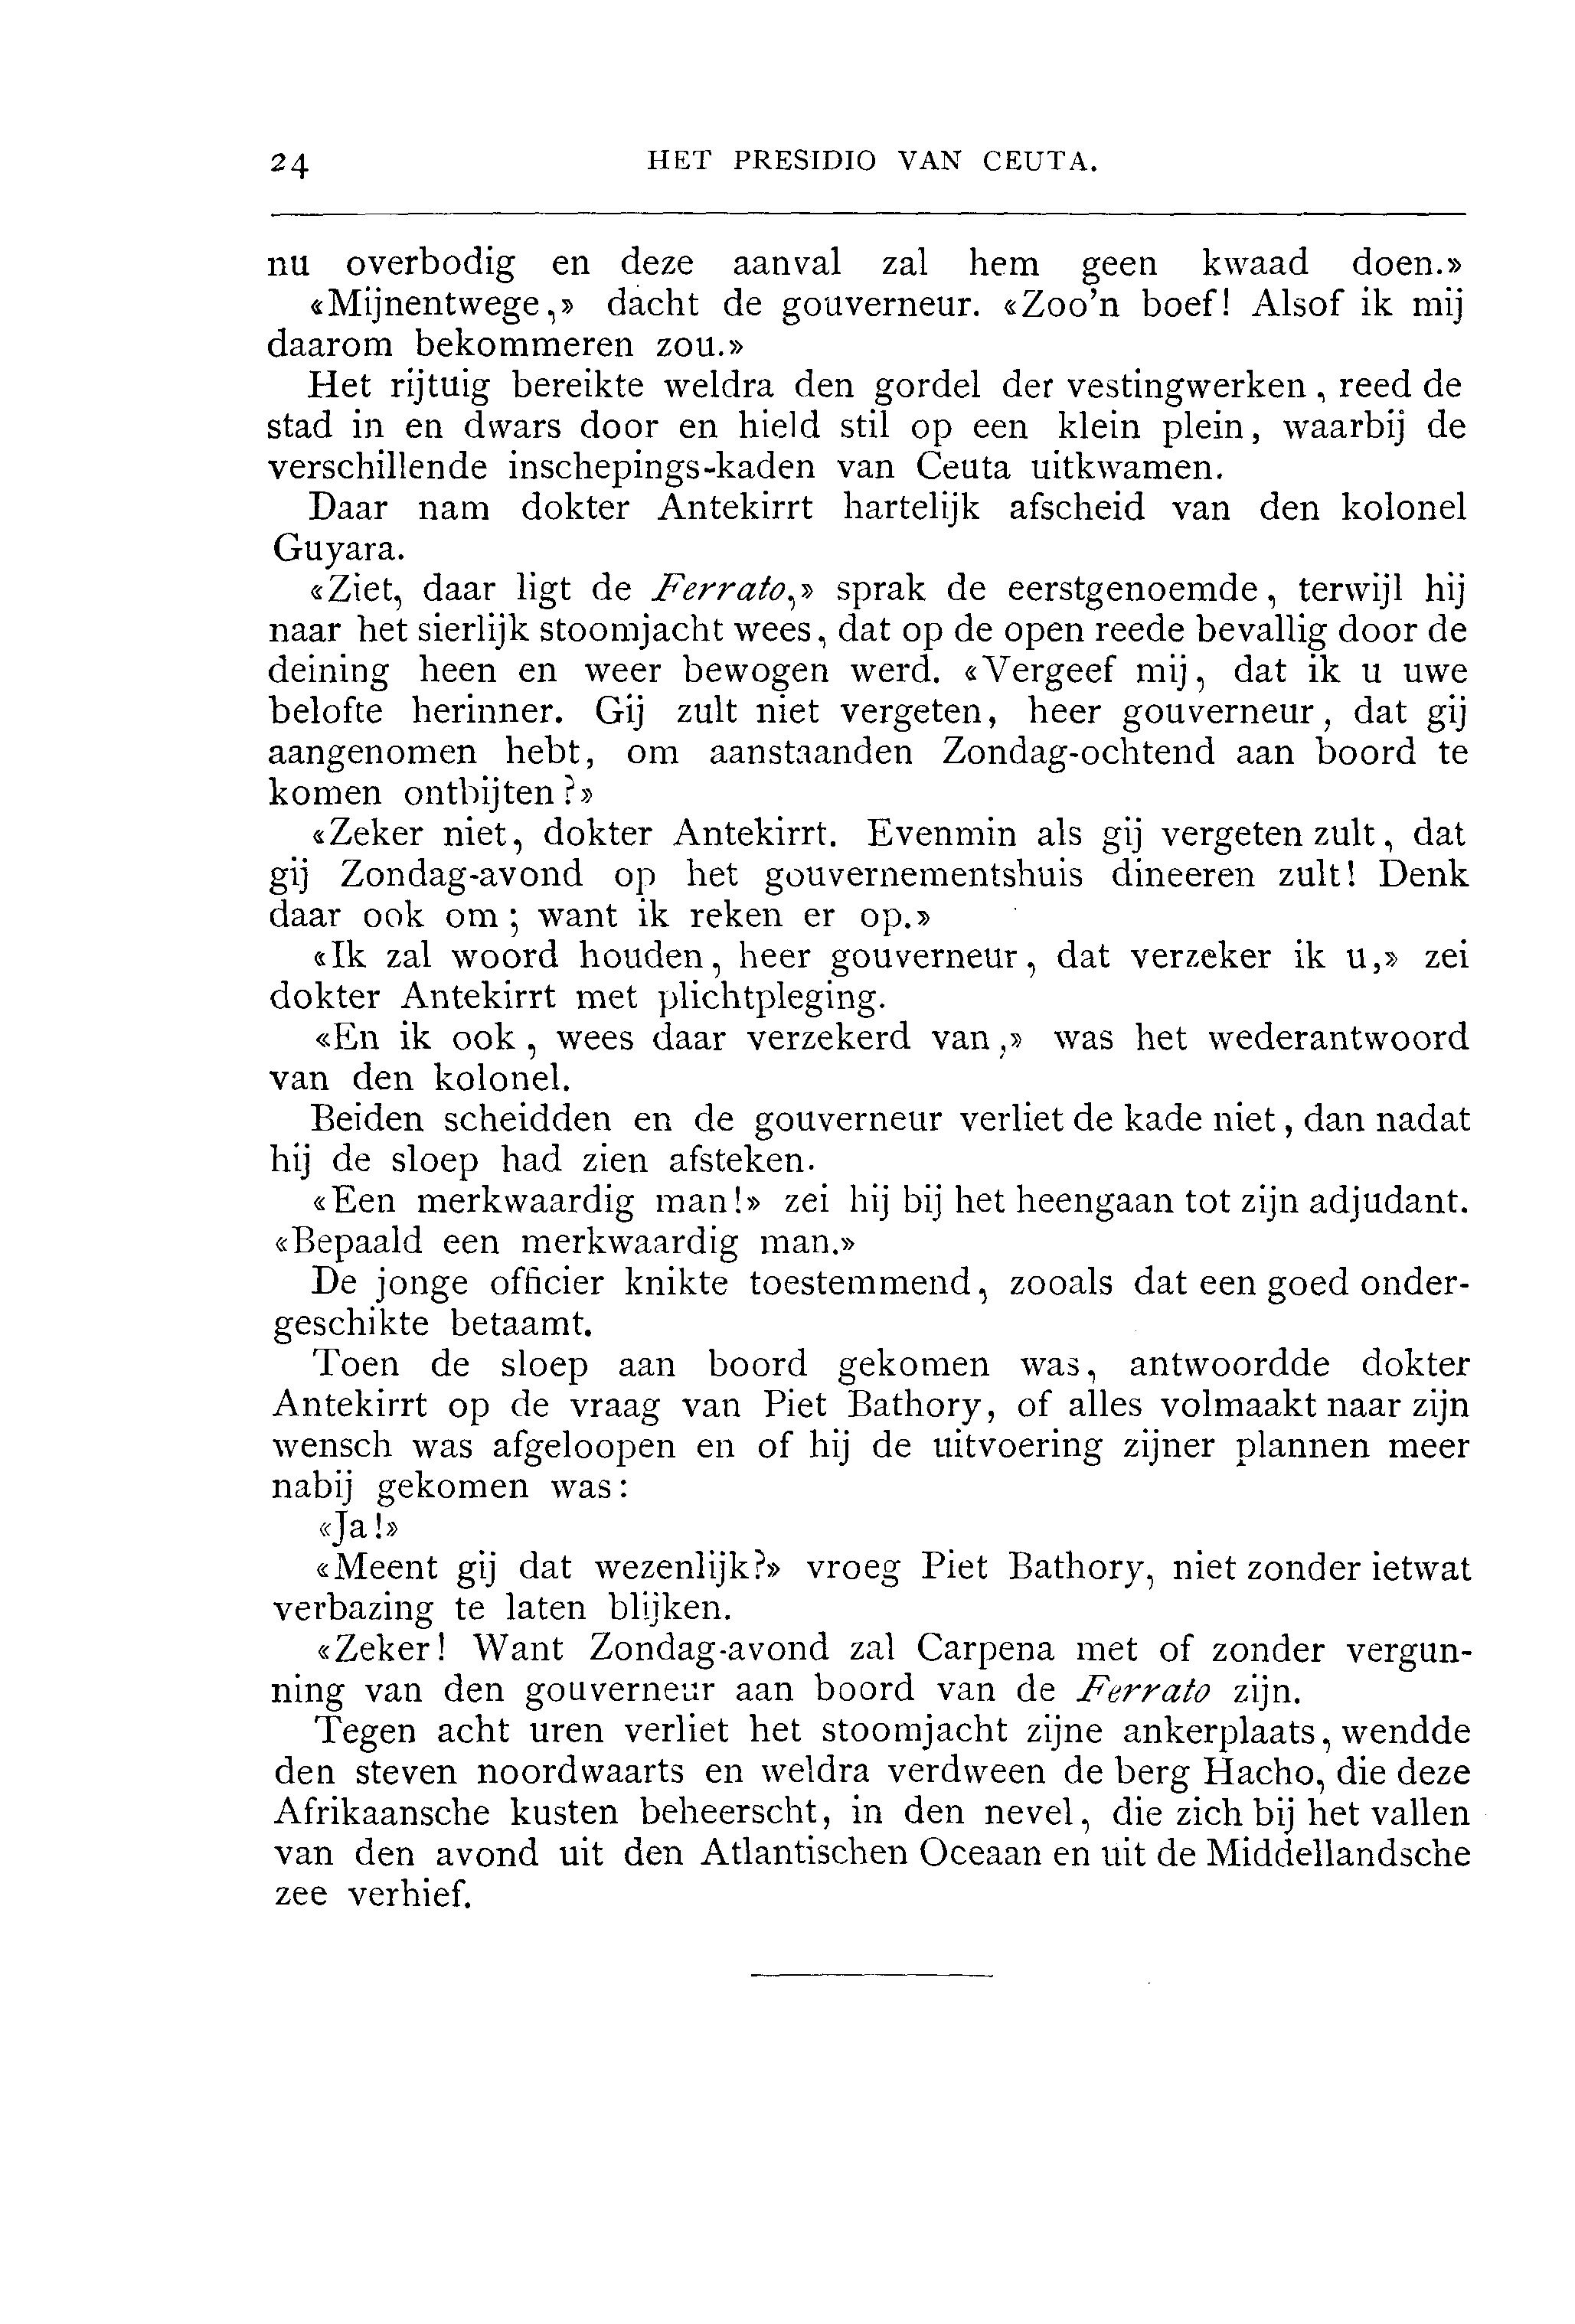 24 HET PRESIDIO VAN CEUTA.
nu overbodig en deze aanval zal hem geen kwaad doen.»
«Mijnentwege,» dacht de gouverneur. «Zoo'n boef! Alsof ik mij
daarom bekommeren zou.»
Het rijtuig bereikte weldra den gordel der vestingwerken, reed de
stad in en dwars door en hield stil op een klein plein, waarbij de
verschillende inschepings-kaden van Ceuta uitkwamen.
Daar nam dokter Antekirrt hartelijk afscheid van den kolonel
Guyara.
«Ziet, daar ligt de Ferrato,» sprak de eerstgenoemde, terwijl hij
naar het sierlijk stoomjacht wees, dat op de open reede bevallig door de
deining heen en weer bewogen werd. «Vergeef mij, dat ik u uwe
belofte herinner. Gij zult niet vergeten, heer gouverneur, dat gij
aangenomen hebt, om aanstaanden Zondag-ochtend aan boord te
komen ontbijten?»
«Zeker niet, dokter Antekirrt. Evenmin als gij vergeten zult, dat
gij Zondag-avond op het gouvernementshuis dineeren zult! Denk
daar ook om; want ik reken er op.»
«Ik zal woord houden, heer gouverneur, dat verzeker ik u,» zei
dokter Antekirrt met plichtpleging.
«En ik ook, wees daar verzekerd van,» was het wederantwoord
van den kolonel.
Beiden scheidden en de gouverneur verliet de kade niet, dan nadat
hij de sloep had zien afsteken.
«Een merkwaardig man!» zei hij bij het heengaan tot zijn adjudant.
«Bepaald een merkwaardig man.»
De jonge officier knikte toestemmend, zooals dat een goed onder-
geschikte betaamt.
Toen de sloep aan boord gekomen was, antwoordde dokter
Antekirrt op de vraag van Piet Bathory, of alles volmaakt naar zijn
wensch was afgeloopen en of hij de uitvoering zijner plannen meer
nabij gekomen was:
«Ja!»
«Meent gij dat wezenlijk?» vroeg Piet Bathory, niet zonder ietwat
verbazing te laten blijken.
«Zeker! Want Zondag-avond zal Carpena met of zonder vergun-
ning van den gouverneur aan boord van de Ferrato zijn.
Tegen acht uren verliet het stoomjacht zijne ankerplaats, wendde
den steven noordwaarts en weldra verdween de berg Hacho, die deze
Afrikaansche kusten beheerscht, in den nevel, die zich bij het vallen
van den avond uit den Atlantischen Oceaan en uit de Middellandsche
zee verhief.